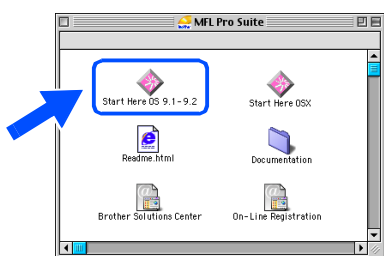 MFL Pro Suite
Start Here OS 9.1-9.2
Start Here OSX
Readme.html
Documentation
Brother Solutions Center
On-Line Registration